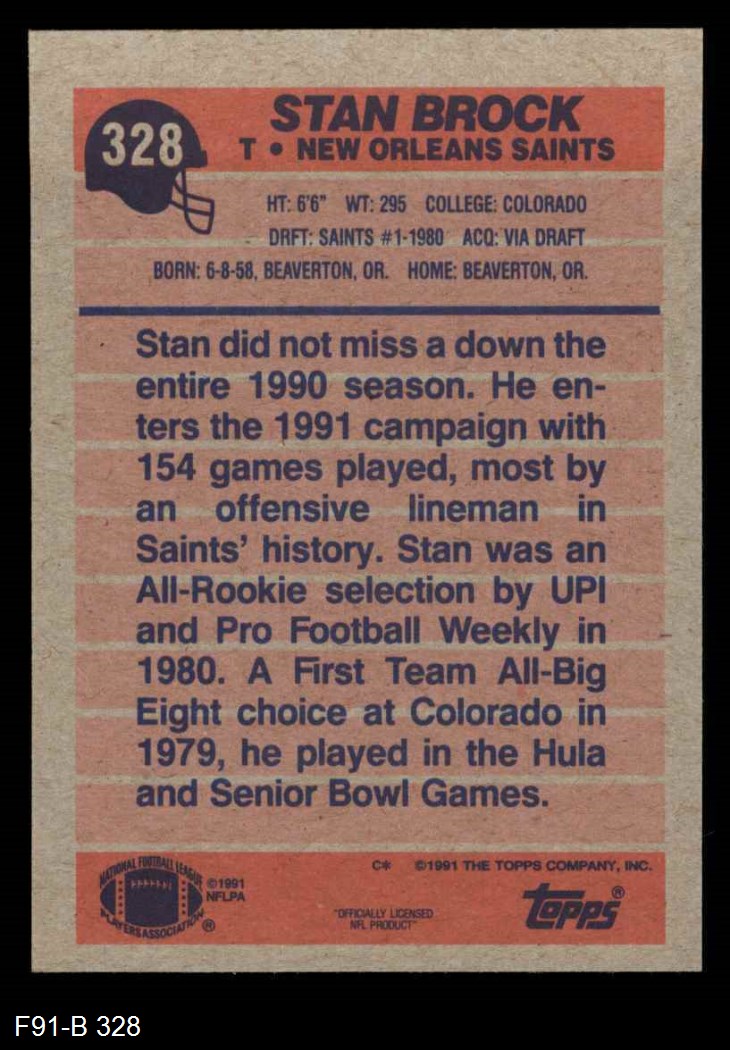 328
STAN BROCK
T • NEW ORLEANS SAINTS
HT: 6'6" WT: 295 COLLEGE: COLORADO
DRFT: SAINTS #1-1980 ACQ: VIA DRAFT
BORN: 6-8-58, BEAVERTON, OR. HOME: BEAVERTON, OR.
Stan did not miss a down the
entire 1990 season. He en-
ters the 1991 campaign with
154 games played, most by
an offensive lineman in
Saints' history. Stan was an
All-Rookie selection by UPI
and Pro Football Weekly in
1980. A First Team All-Big
Eight choice at Colorado in
1979, he played in the Hula
and Senior Bowl Games.
NATIONAL FOOTBALL LEAGUE
PLAYERS ASSOCIATION ®
©1991
NFLPA
C* ©1991 THE TOPPS COMPANY, INC.
"OFFICIALLY LICENSED
NFL PRODUCT"
topps ®
F91-B 328